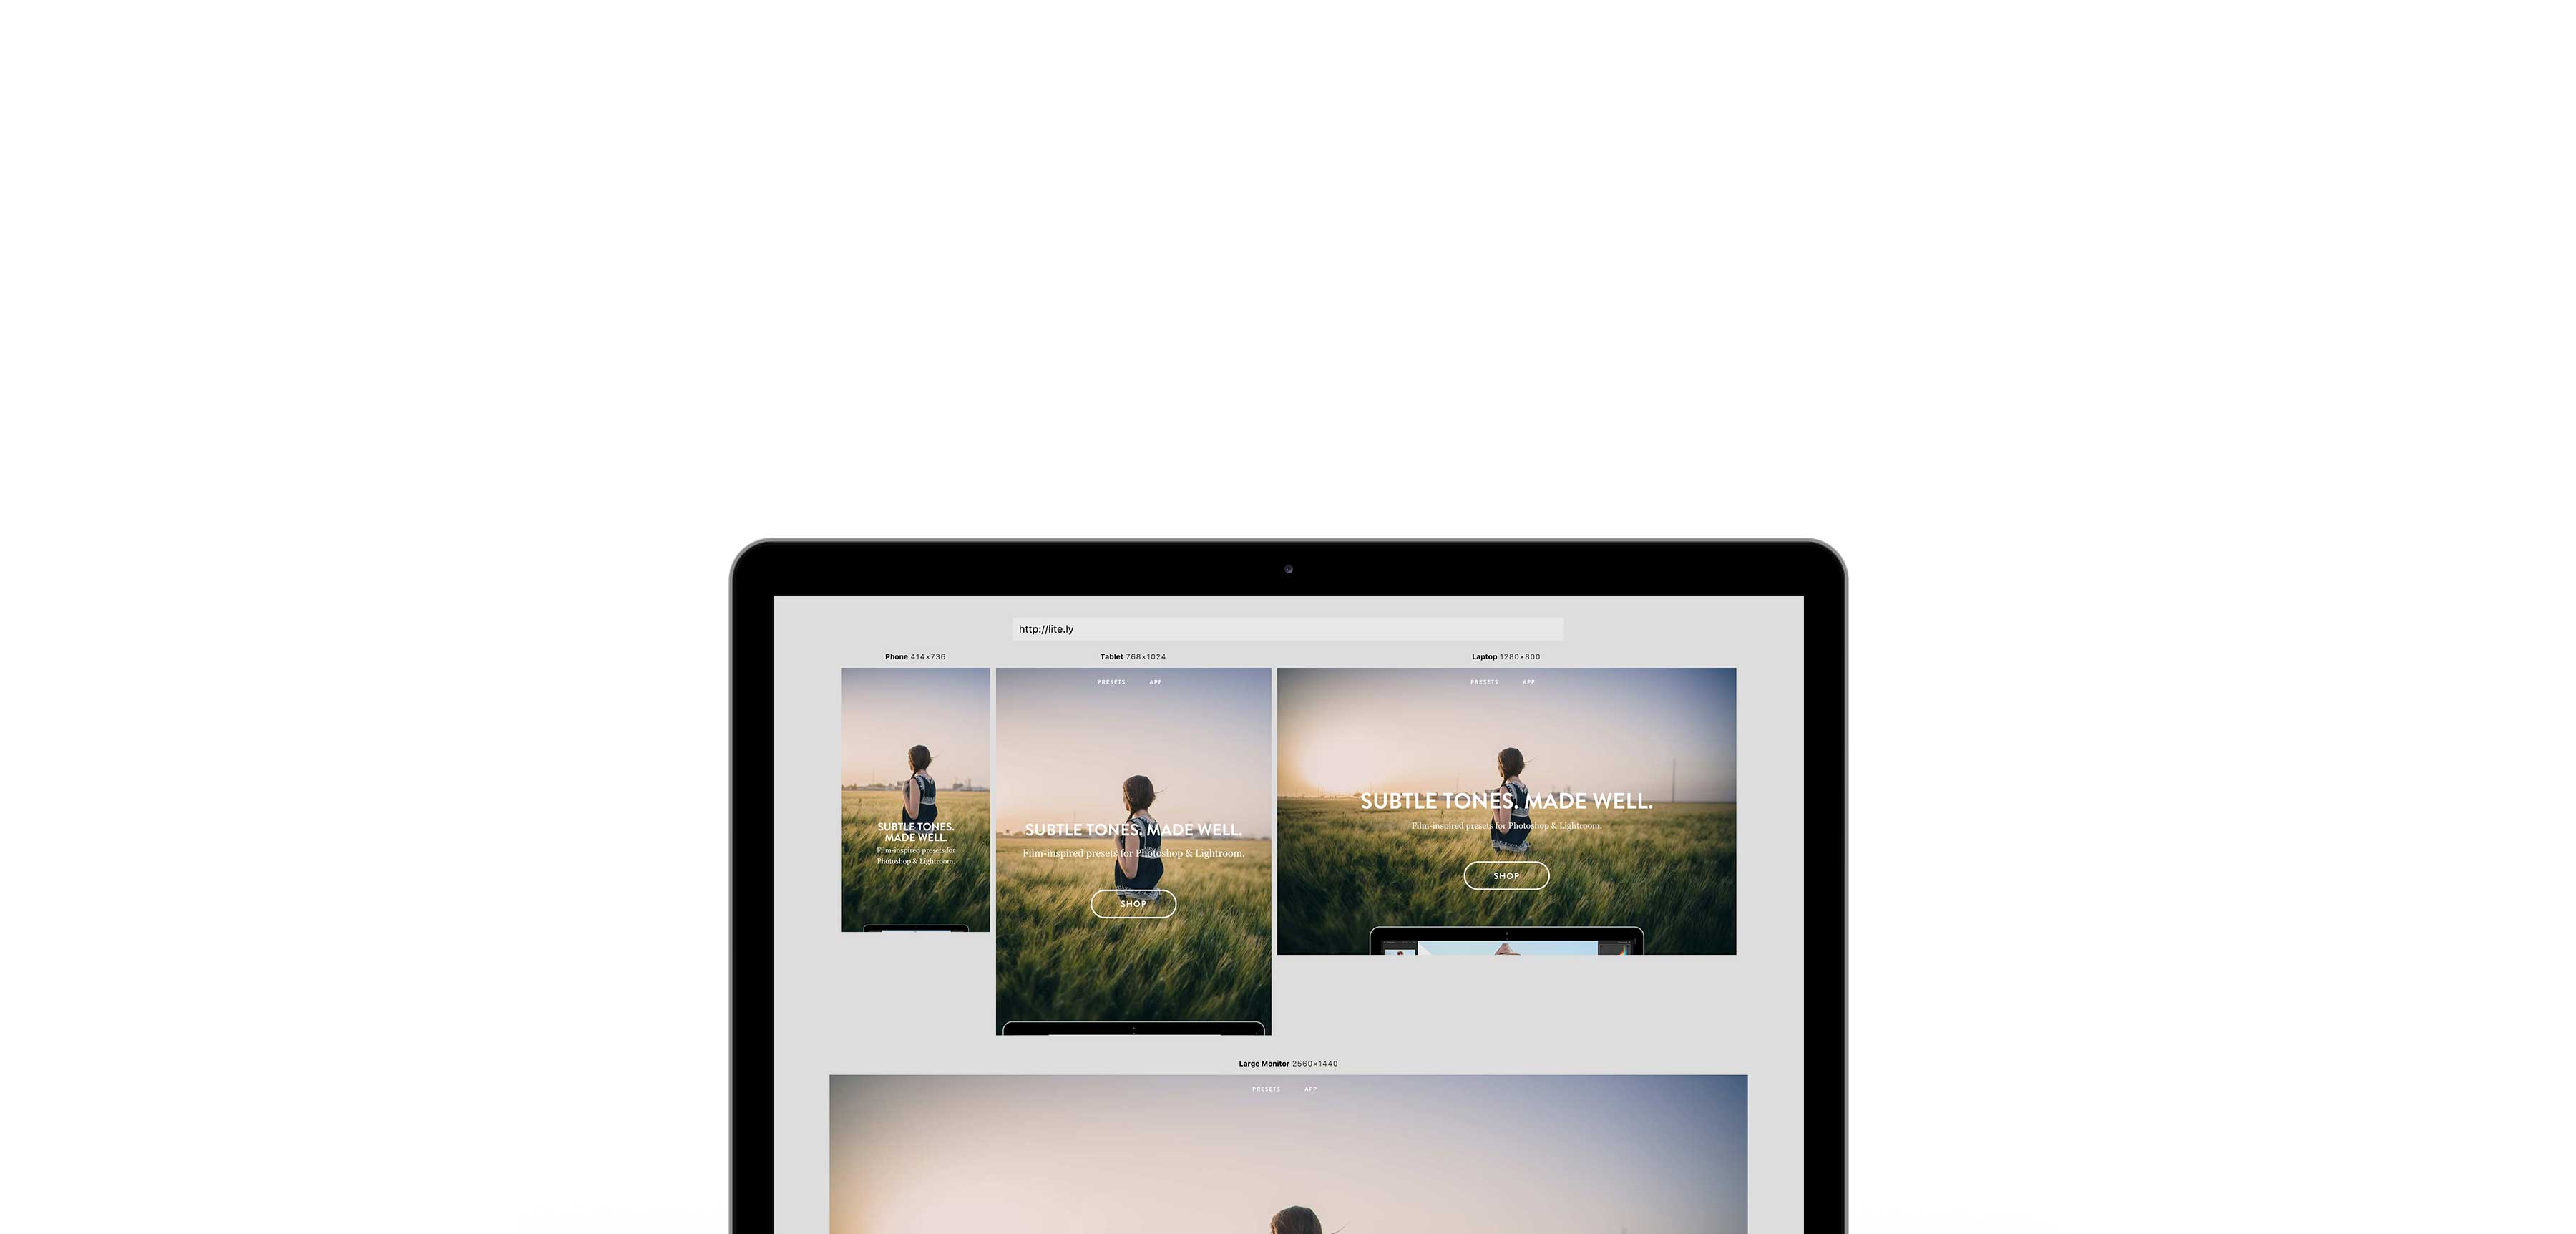 http://lite.ly
Phone 414×736
Tablet 768×1024
Laptop 1280×800
SUBTLE TONES.
MADE WELL.
Film-inspired presets for
Photoshop & Lightroom.
PRESETS APP
SUBTLE TONES. MADE WELL.
Film-inspired presets for Photoshop & Lightroom.
SHOP
PRESETS APP
SUBTLE TONES. MADE WELL.
Film-inspired presets for Photoshop & Lightroom.
SHOP
Large Monitor 2560×1440
PRESETS APP